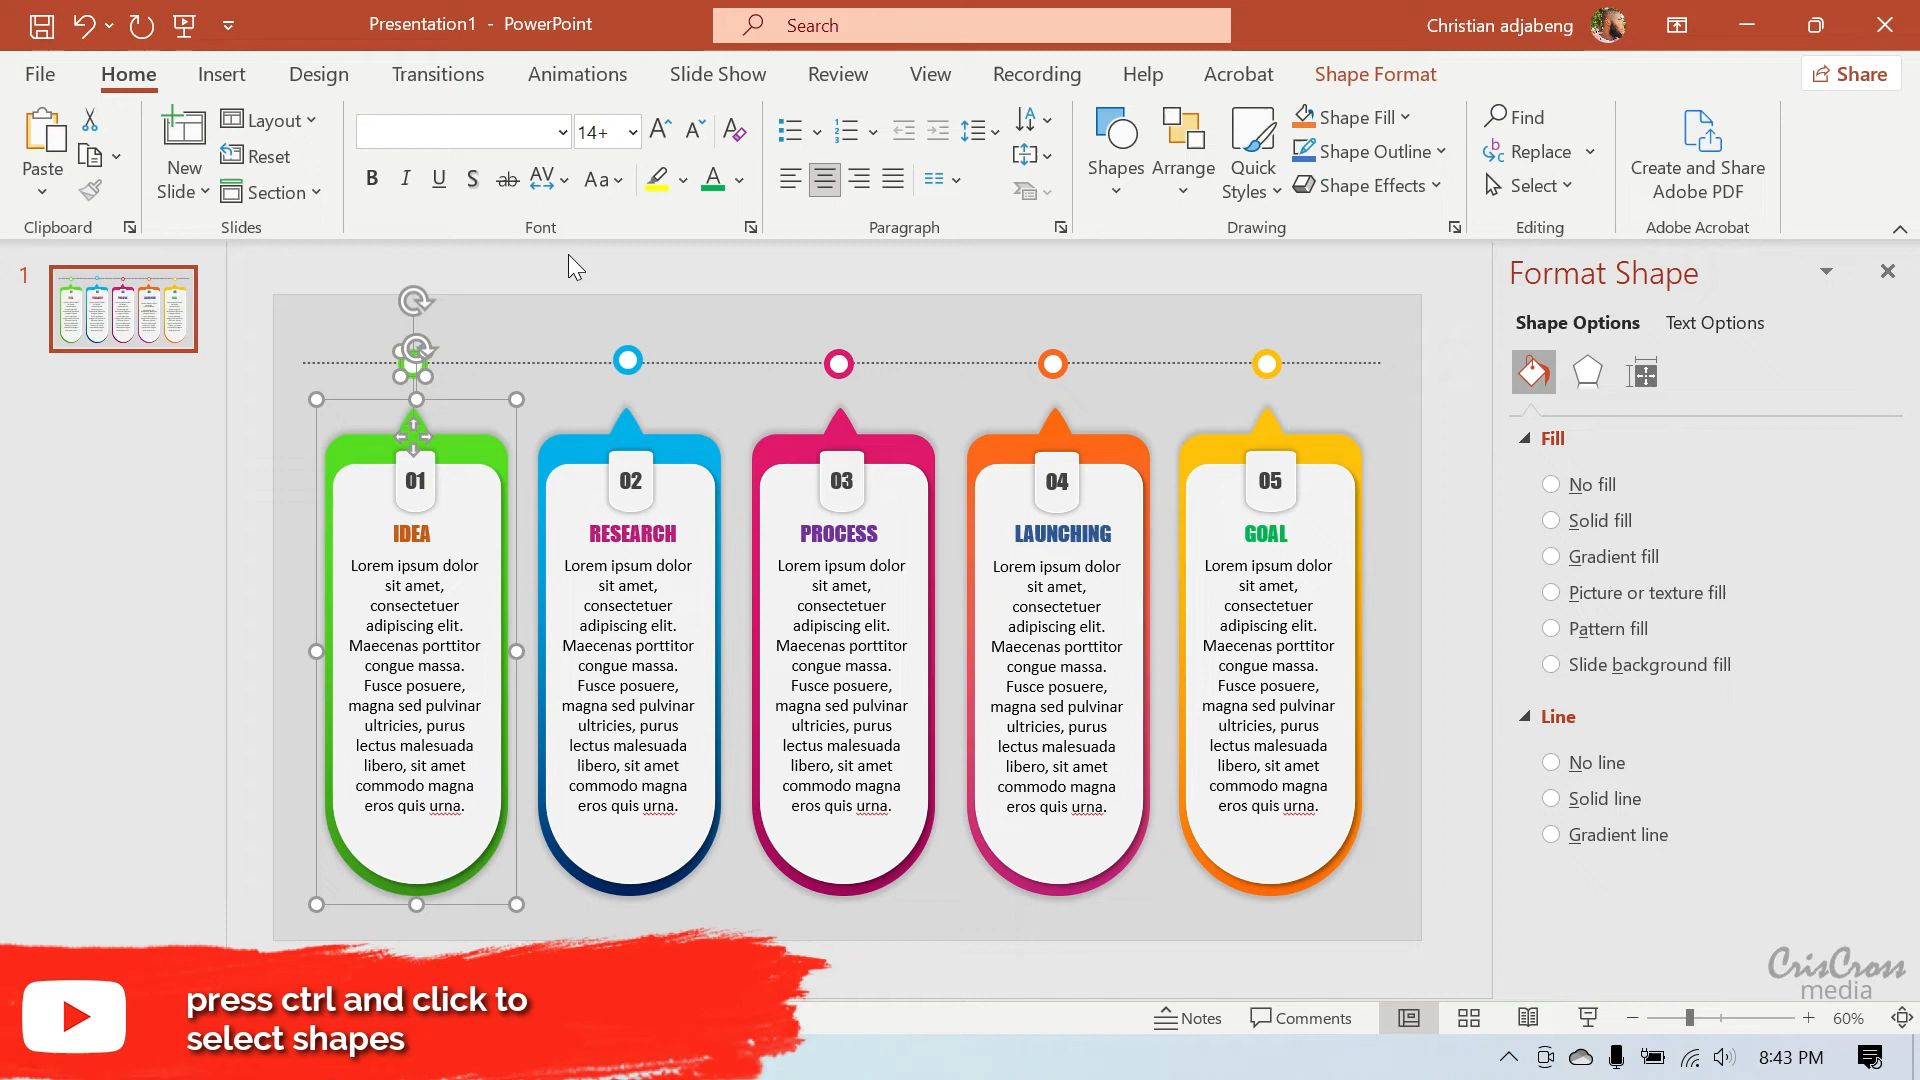 Presentation1 - PowerPoint
Search
Christian adjabeng
File Home Insert Design Transitions Animations Slide Show Review View Recording Help Acrobat Shape Format
Share
Paste
New
Slide
Layout
Reset
Section
14+
B I U S ab AV Aa A
Shapes
Arrange
Quick
Styles
Shape Fill
Shape Outline
Shape Effects
Find
Replace
Select
Create and Share
Adobe PDF
Clipboard Slides Font Paragraph Drawing Editing Adobe Acrobat
1
01
IDEA
Lorem ipsum dolor
sit amet,
consectetuer
adipiscing elit.
Maecenas porttitor
congue massa.
Fusce posuere,
magna sed pulvinar
ultricies, purus
lectus malesuada
libero, sit amet
commodo magna
eros quis urna.
02
RESEARCH
Lorem ipsum dolor
sit amet,
consectetuer
adipiscing elit.
Maecenas porttitor
congue massa.
Fusce posuere,
magna sed pulvinar
ultricies, purus
lectus malesuada
libero, sit amet
commodo magna
eros quis urna.
03
PROCESS
Lorem ipsum dolor
sit amet,
consectetuer
adipiscing elit.
Maecenas porttitor
congue massa.
Fusce posuere,
magna sed pulvinar
ultricies, purus
lectus malesuada
libero, sit amet
commodo magna
eros quis urna.
04
LAUNCHING
Lorem ipsum dolor
sit amet,
consectetuer
adipiscing elit.
Maecenas porttitor
congue massa.
Fusce posuere,
magna sed pulvinar
ultricies, purus
lectus malesuada
libero, sit amet
commodo magna
eros quis urna.
05
GOAL
Lorem ipsum dolor
sit amet,
consectetuer
adipiscing elit.
Maecenas porttitor
congue massa.
Fusce posuere,
magna sed pulvinar
ultricies, purus
lectus malesuada
libero, sit amet
commodo magna
eros quis urna.
Format Shape
Shape Options Text Options
Fill
No fill
Solid fill
Gradient fill
Picture or texture fill
Pattern fill
Slide background fill
Line
No line
Solid line
Gradient line
CrisCross
media
press ctrl and click to
select shapes
Notes Comments 60%
8:43 PM